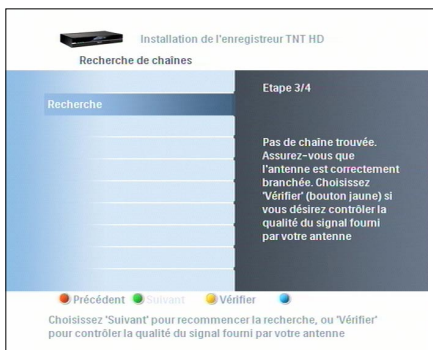 Installation de l'enregistreur TNT HD
Recherche de chaînes
Etape 3/4
Recherche
Pas de chaîne trouvée.
Assurez-vous que
l'antenne est correctement
branchée. Choisissez
'Vérifier' (bouton jaune) si
vous désirez contrôler la
qualité du signal fourni
par votre antenne
Précédent Suivant Vérifier
Choisissez 'Suivant' pour recommencer la recherche, ou 'Vérifier'
pour contrôler la qualité du signal fourni par votre antenne